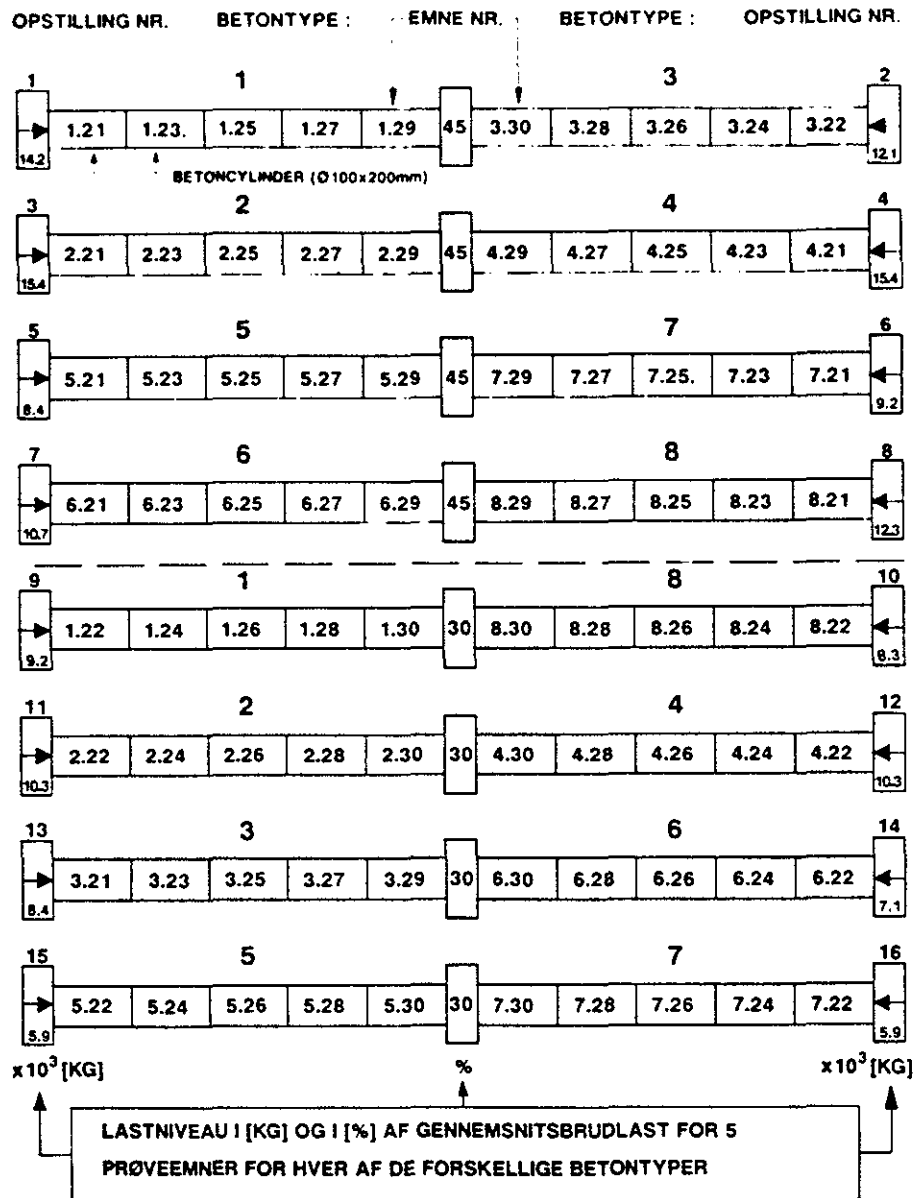 OPSTILLING NR. BETONTYPE : EMNE NR. BETONTYPE : OPSTILLING NR.
1 1 3 2
1.21 1.23. 1.25 1.27 1.29 45 3.30 3.28 3.26 3.24 3.22
14.2 12.1
BETONCYLINDER (Ø100x200mm)
3 2 4 4
2.21 2.23 2.25 2.27 2.29 45 4.29 4.27 4.25 4.23 4.21
15.4 15.4
5 5 7 6
5.21 5.23 5.25 5.27 5.29 45 7.29 7.27 7.25. 7.23 7.21
8.4 9.2
7 6 8 8
6.21 6.23 6.25 6.27 6.29 45 8.29 8.27 8.25 8.23 8.21
10.7 12.3
9 1 8 10
1.22 1.24 1.26 1.28 1.30 30 8.30 8.28 8.26 8.24 8.22
9.2 8.3
11 2 4 12
2.22 2.24 2.26 2.28 2.30 30 4.30 4.28 4.26 4.24 4.22
10.3 10.3
13 3 6 14
3.21 3.23 3.25 3.27 3.29 30 6.30 6.28 6.26 6.24 6.22
8.4 7.1
15 5 7 16
5.22 5.24 5.26 5.28 5.30 30 7.30 7.28 7.26 7.24 7.22
5.9 5.9
x10³ [KG] % x10³ [KG]
LASTNIVEAU I [KG] OG I [%] AF GENNEMSNITSBRUDLAST FOR 5
PRØVEEMNER FOR HVER AF DE FORSKELLIGE BETONTYPER